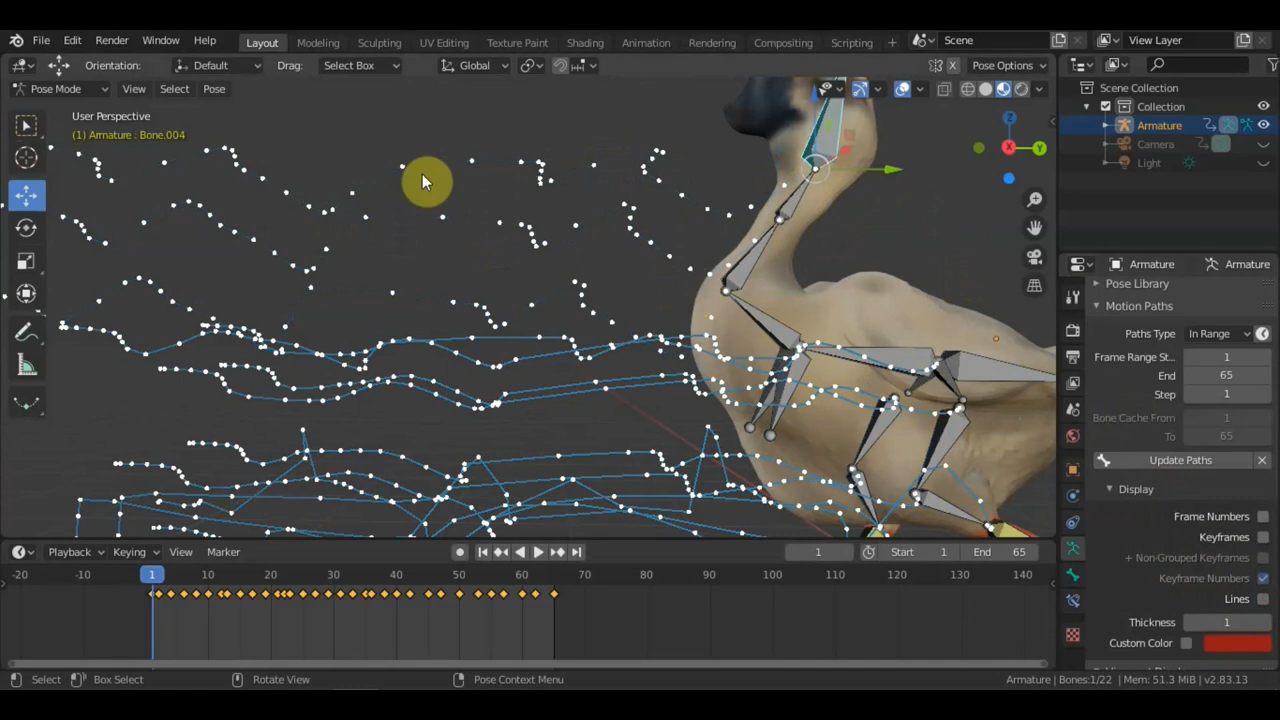 File Edit Render Window Help Layout Modeling Sculpting UV Editing Texture Paint Shading Animation Rendering Compositing Scripting + Scene View Layer
Orientation: Default Drag: Select Box Global X Pose Options
Pose Mode View Select Pose
User Perspective
(1) Armature : Bone.004
Z
X
Y
Scene Collection
Collection
Armature
Camera
Light
Armature Armature
Pose Library
Motion Paths
Paths Type In Range
Frame Range St... 1
End 65
Step 1
Bone Cache From 1
To 65
Update Paths
Display
Frame Numbers
Keyframes
+ Non-Grouped Keyframes
Keyframe Numbers
Lines
Thickness 1
Custom Color
Playback Keying View Marker 1 Start 1 End 65
-20 -10 1 10 20 30 40 50 60 70 80 90 100 110 120 130 140
Select Box Select Rotate View Pose Context Menu Armature | Bones:1/22 | Mem: 51.3 MiB | v2.83.13